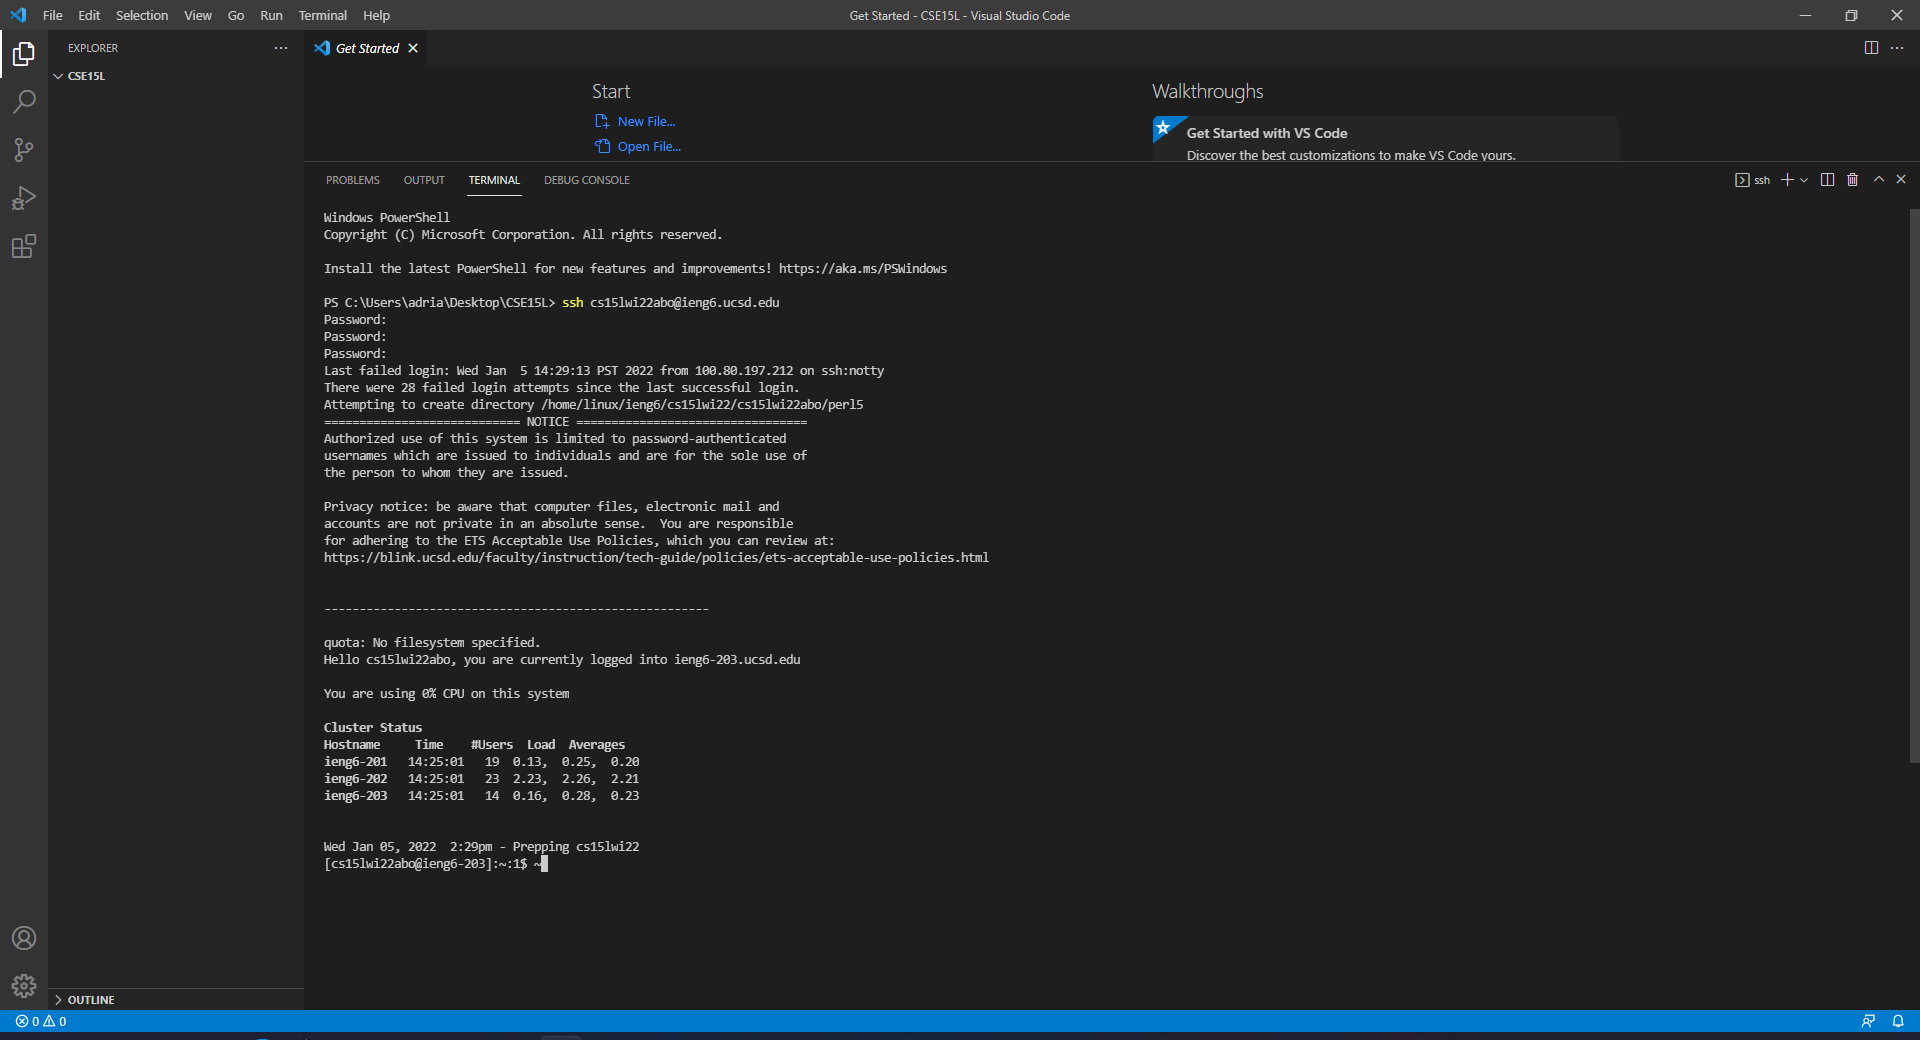 File Edit Selection View Go Run Terminal Help
Get Started - CSE15L - Visual Studio Code
EXPLORER
CSE15L
Get Started
Start
New File...
Open File...
Walkthroughs
Get Started with VS Code
Discover the best customizations to make VS Code yours.
PROBLEMS OUTPUT TERMINAL DEBUG CONSOLE
ssh
Windows PowerShell
Copyright (C) Microsoft Corporation. All rights reserved.
Install the latest PowerShell for new features and improvements! https://aka.ms/PSWindows
PS C:\Users\adria\Desktop\CSE15L> ssh cs15lwi22abo@ieng6.ucsd.edu
Password:
Password:
Password:
Last failed login: Wed Jan  5 14:29:13 PST 2022 from 100.80.197.212 on ssh:notty
There were 28 failed login attempts since the last successful login.
Attempting to create directory /home/linux/ieng6/cs15lwi22/cs15lwi22abo/perl5
============================ NOTICE =================================
Authorized use of this system is limited to password-authenticated
usernames which are issued to individuals and are for the sole use of
the person to whom they are issued.
Privacy notice: be aware that computer files, electronic mail and
accounts are not private in an absolute sense.  You are responsible
for adhering to the ETS Acceptable Use Policies, which you can review at:
https://blink.ucsd.edu/faculty/instruction/tech-guide/policies/ets-acceptable-use-policies.html
-------------------------------------------------------
quota: No filesystem specified.
Hello cs15lwi22abo, you are currently logged into ieng6-203.ucsd.edu
You are using 0% CPU on this system
Cluster Status
Hostname     Time    #Users  Load  Averages
ieng6-201   14:25:01   19  0.13,  0.25,  0.20
ieng6-202   14:25:01   23  2.23,  2.26,  2.21
ieng6-203   14:25:01   14  0.16,  0.28,  0.23
Wed Jan 05, 2022  2:29pm - Prepping cs15lwi22
[cs15lwi22abo@ieng6-203]:~:1$ ~
OUTLINE
0 0